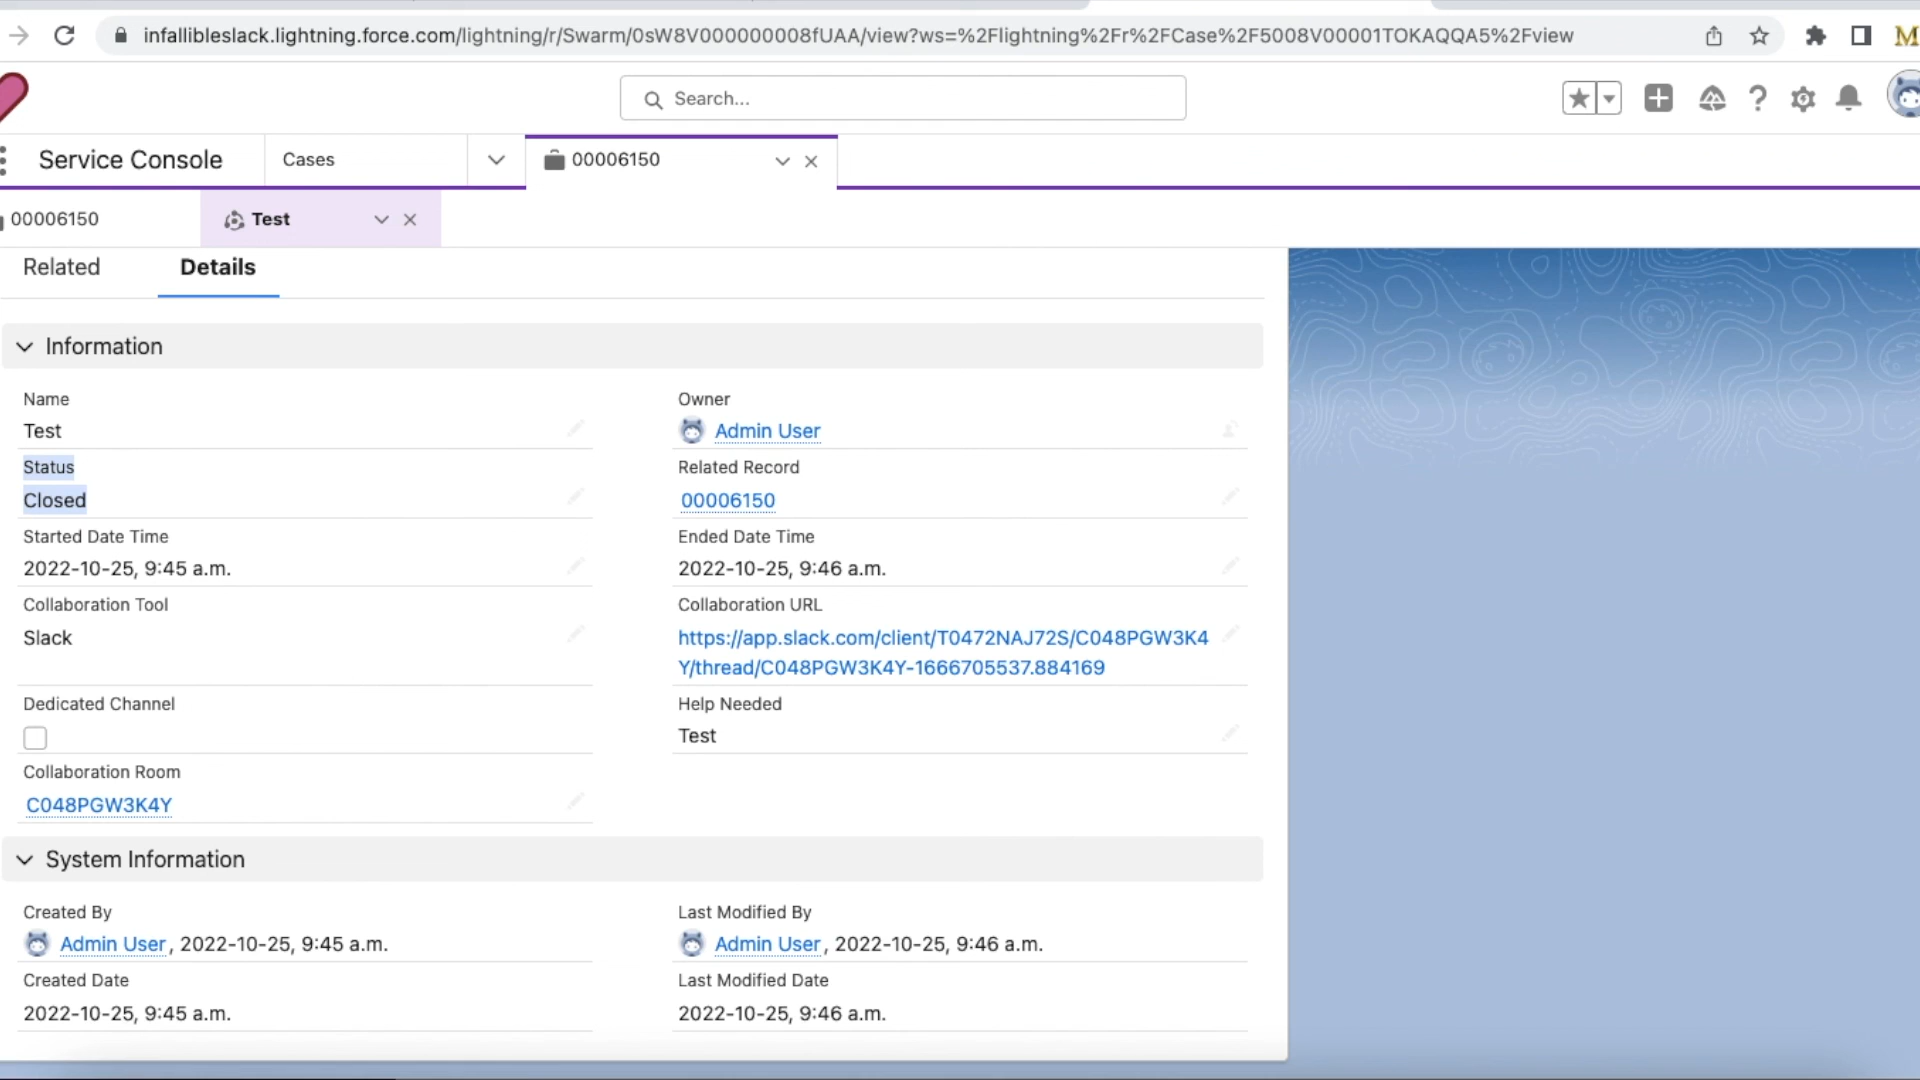 infallibleslack.lightning.force.com/lightning/r/Swarm/0sW8V000000008fUAA/view?ws=%2Flightning%2Fr%2FCase%2F5008V00001TOKAQQA5%2Fview
M
Search...
Service Console
Cases
00006150
00006150
Test
Related
Details
Information
Name
Owner
Test
Admin User
Status
Related Record
Closed
00006150
Started Date Time
Ended Date Time
2022-10-25, 9:45 a.m.
2022-10-25, 9:46 a.m.
Collaboration Tool
Collaboration URL
Slack
https://app.slack.com/client/T0472NAJ72S/C048PGW3K4
Y/thread/C048PGW3K4Y-1666705537.884169
Dedicated Channel
Help Needed
Test
Collaboration Room
C048PGW3K4Y
System Information
Created By
Last Modified By
Admin User, 2022-10-25, 9:45 a.m.
Admin User, 2022-10-25, 9:46 a.m.
Created Date
Last Modified Date
2022-10-25, 9:45 a.m.
2022-10-25, 9:46 a.m.